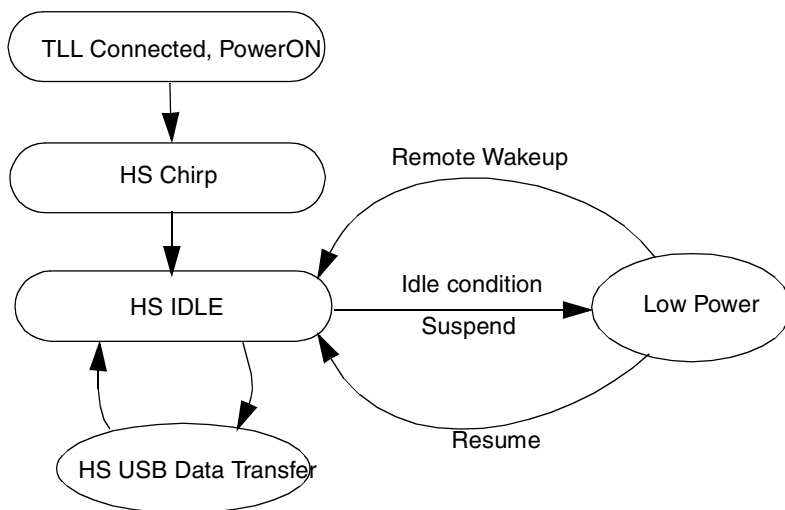 TLL Connected, PowerON
HS Chirp
Remote Wakeup
HS IDLE
Idle condition
Suspend
Low Power
Resume
HS USB Data Transfer